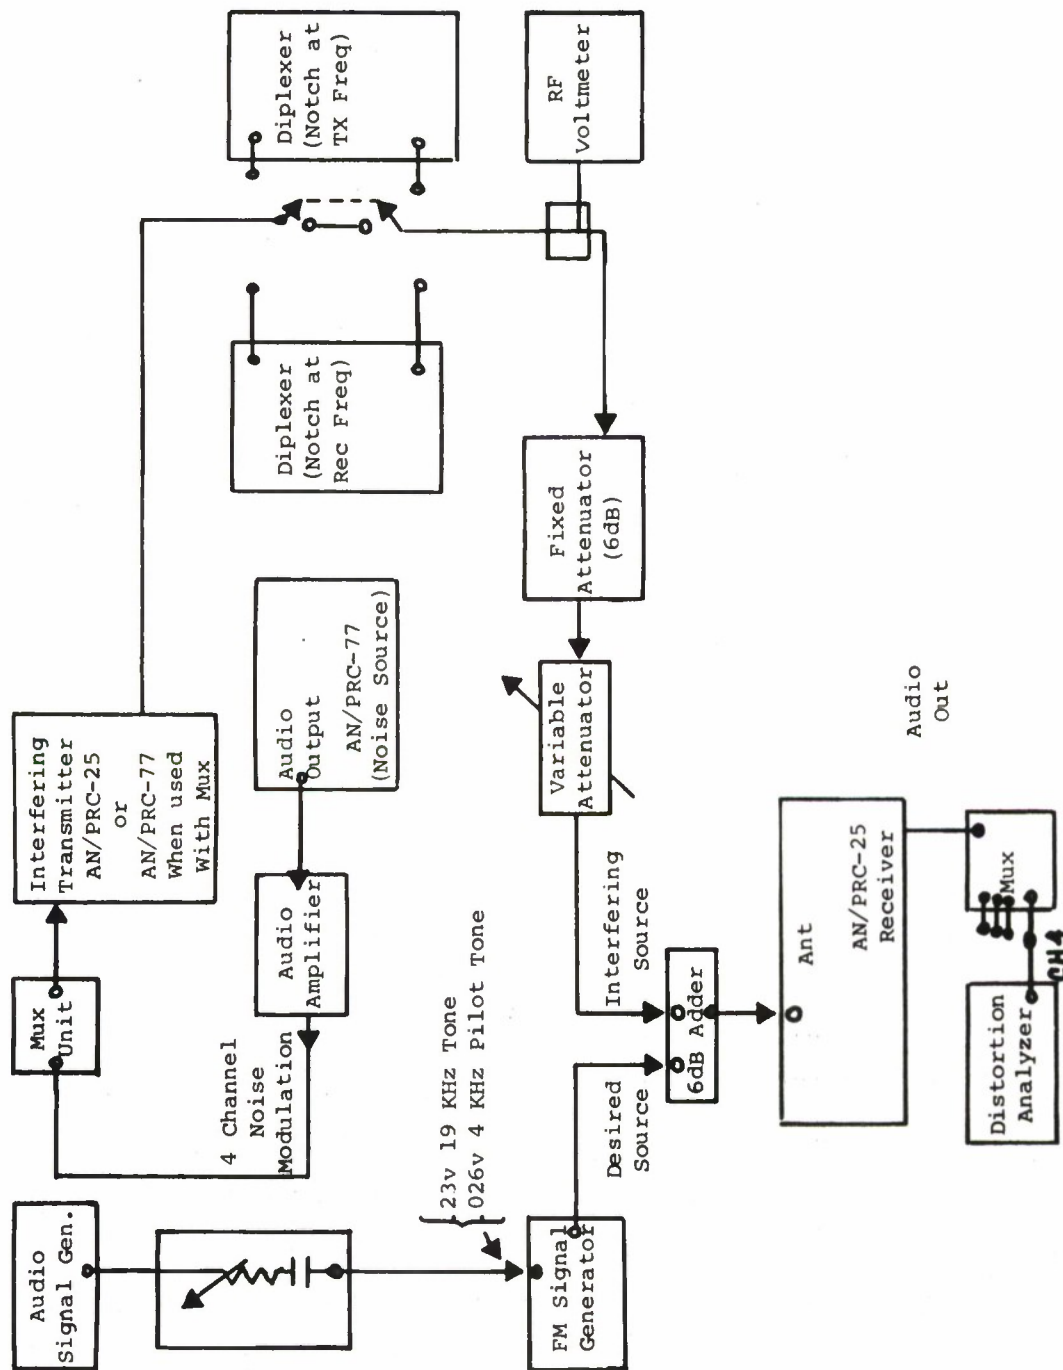 Audio
Signal Gen.
Mux
Unit
Interfering
Transmitter
AN/PRC-25
or
AN/PRC-77
When used
With Mux
4 Channel
Noise
Modulation
Audio
Amplifier
Audio
Output
AN/PRC-77
(Noise Source)
Diplexer
(Notch at
Rec Freq)
Diplexer
(Notch at
TX Freq)
.23v 19 KHz Tone
.026v 4 KHz Pilot Tone
FM Signal
Generator
Desired
Source
Interfering
Source
6dB Adder
Variable
Attenuator
Fixed
Attenuator
(6dB)
RF
Voltmeter
Ant
AN/PRC-25
Receiver
Audio
Out
Distortion
Analyzer
CH4
Mux